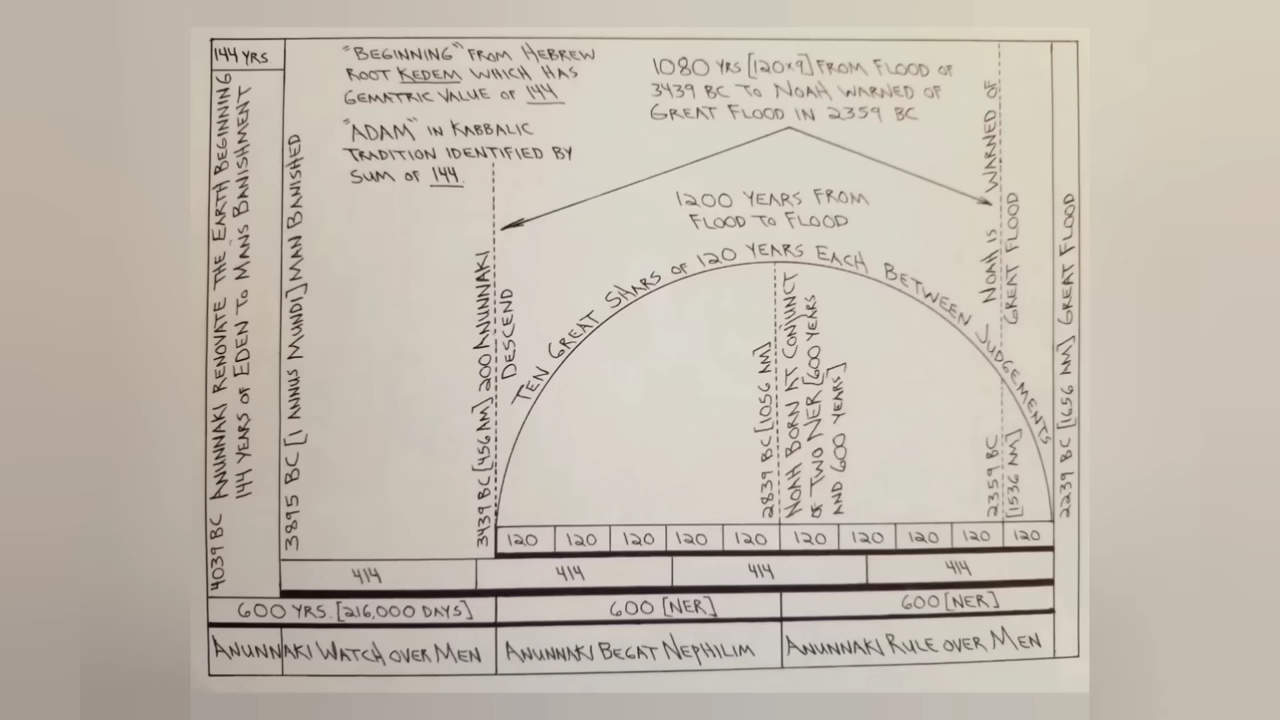 144 YRS
4039 BC ANUNNAKI RENOVATE THE EARTH BEGINNING
144 YEARS OF EDEN TO MAN'S BANISHMENT
3895 BC [1 ANNUS MUNDI] MAN BANISHED
"BEGINNING" FROM HEBREW
ROOT KEDEM WHICH HAS
GEMATRIC VALUE OF 144
"ADAM" IN KABBALIC
TRADITION IDENTIFIED BY
SUM OF 144.
1080 YRS [120x9] FROM FLOOD OF
3439 BC TO NOAH WARNED OF
GREAT FLOOD IN 2359 BC
1200 YEARS FROM
FLOOD TO FLOOD
TEN GREAT SHARS OF 120 YEARS EACH BETWEEN JUDGEMENTS
3439 BC [456 AM] 200 ANUNNAKI
DESCEND
2839 BC [1056 AM]
NOAH BORN AT CONJUNCT
OF TWO NER [600 YEARS
AND 600 YEARS]
NOAH IS WARNED OF
GREAT FLOOD
2359 BC
[1536 AM]
2239 BC [1656 AM] GREAT FLOOD
120 120 120 120 120 120 120 120 120 120
414 414 414 414
600 YRS. [216,000 DAYS] 600 [NER] 600 [NER]
ANUNNAKI WATCH OVER MEN ANUNNAKI BEGAT NEPHILIM ANUNNAKI RULE OVER MEN